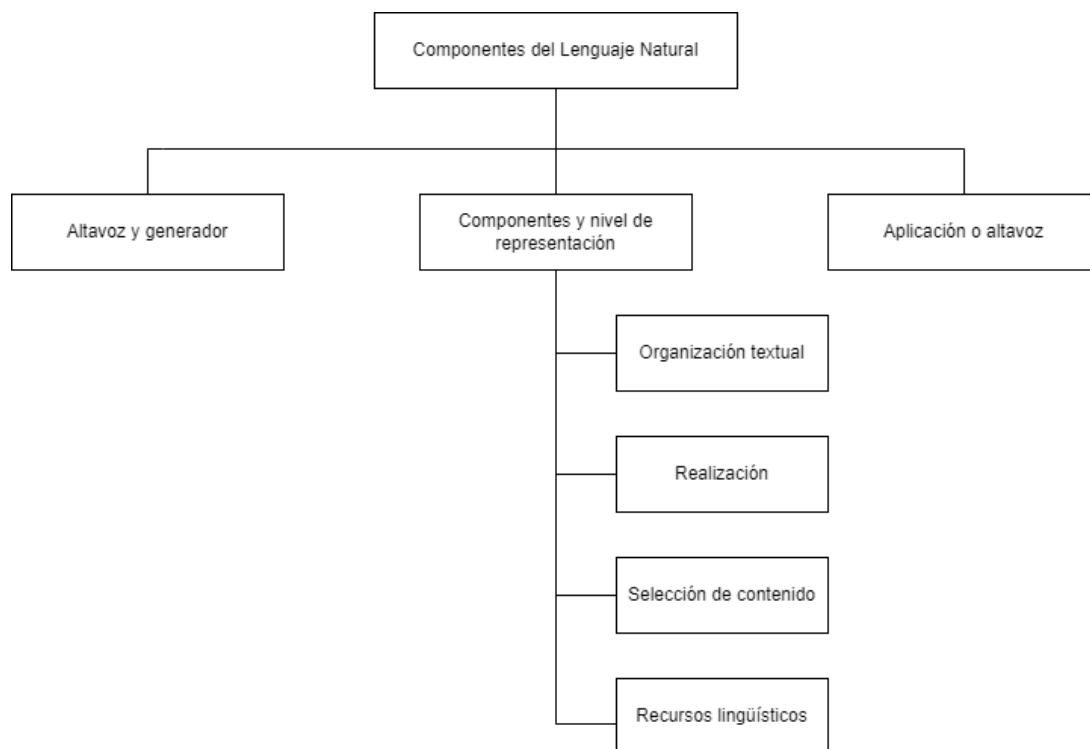 Componentes del Lenguaje Natural
Altavoz y generador
Componentes y nivel de
representación
Aplicación o altavoz
Organización textual
Realización
Selección de contenido
Recursos lingüísticos